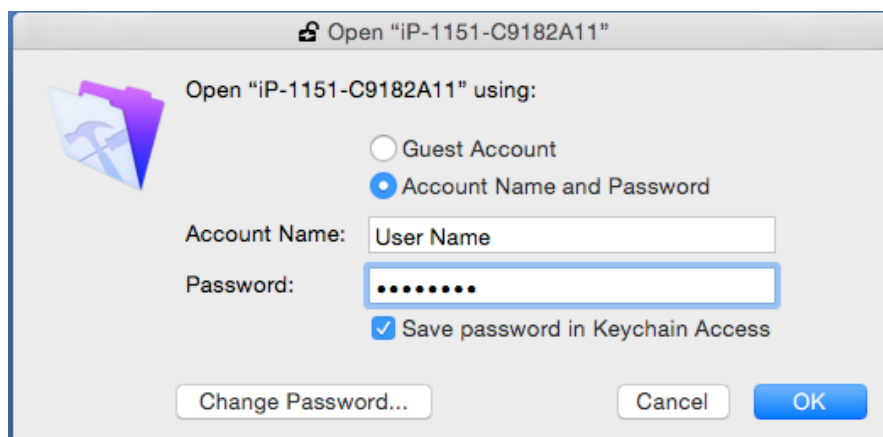 Open “iP-1151-C9182A11”
Open “iP-1151-C9182A11” using:
Guest Account
Account Name and Password
Account Name: User Name
Password: ••••••••
Save password in Keychain Access
Change Password... Cancel OK